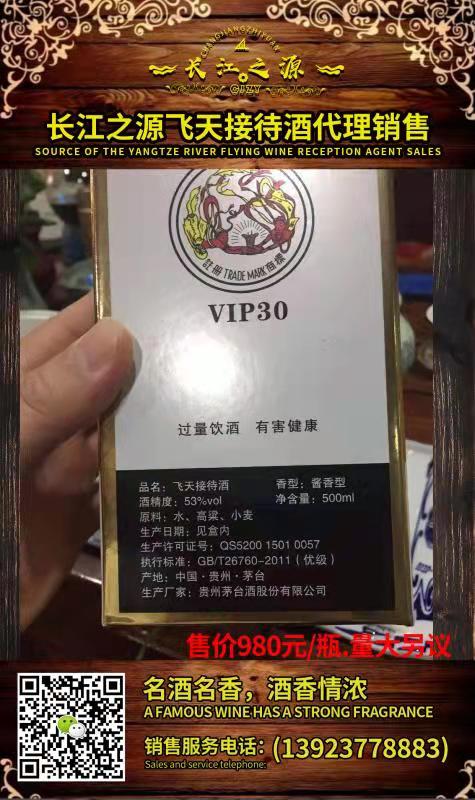 CHANGJIANGZHIYUAN
长江之源
CJZY
长江之源飞天接待酒代理销售
SOURCE OF THE YANGTZE RIVER FLYING WINE RECEPTION AGENT SALES
註冊 TRADE MARK 商標
VIP30
过量饮酒 有害健康
品名：飞天接待酒 香型：酱香型
酒精度：53%vol 净含量：500ml
原料：水、高粱、小麦
生产日期：见盒内
生产许可证号：QS5200 1501 0057
执行标准：GB/T26760-2011（优级）
产地：中国·贵州·茅台
生产厂家：贵州茅台酒股份有限公司
售价980元/瓶.量大另议
名酒名香，酒香情浓
A FAMOUS WINE HAS A STRONG FRAGRANCE
销售服务电话：(13923778883)
Sales and service telephone: